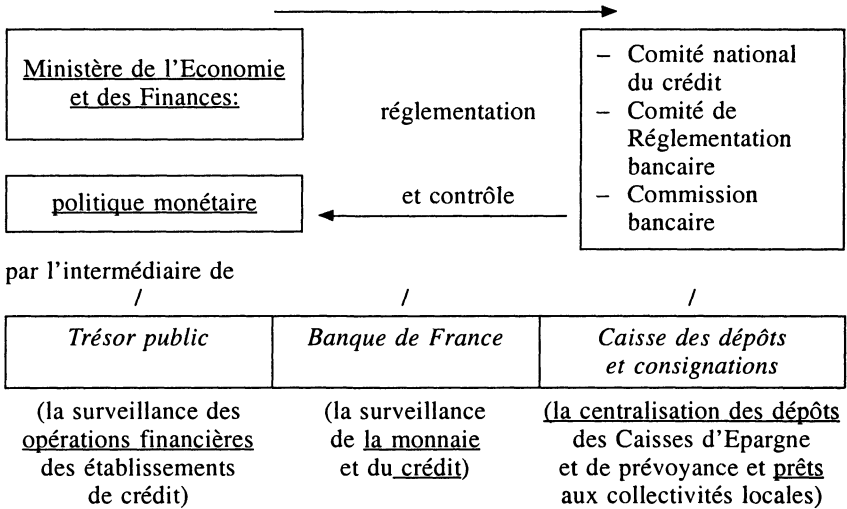 Ministère de l'Economie
et des Finances:
réglementation
– Comité national
du crédit
– Comité de
Réglementation
bancaire
– Commission
bancaire
politique monétaire
et contrôle
par l'intermédiaire de
/ / /
Trésor public
Banque de France
Caisse des dépôts
et consignations
(la surveillance des
opérations financières
des établissements
de crédit)
(la surveillance
de la monnaie
et du crédit)
(la centralisation des dépôts
des Caisses d'Epargne
et de prévoyance et prêts
aux collectivités locales)